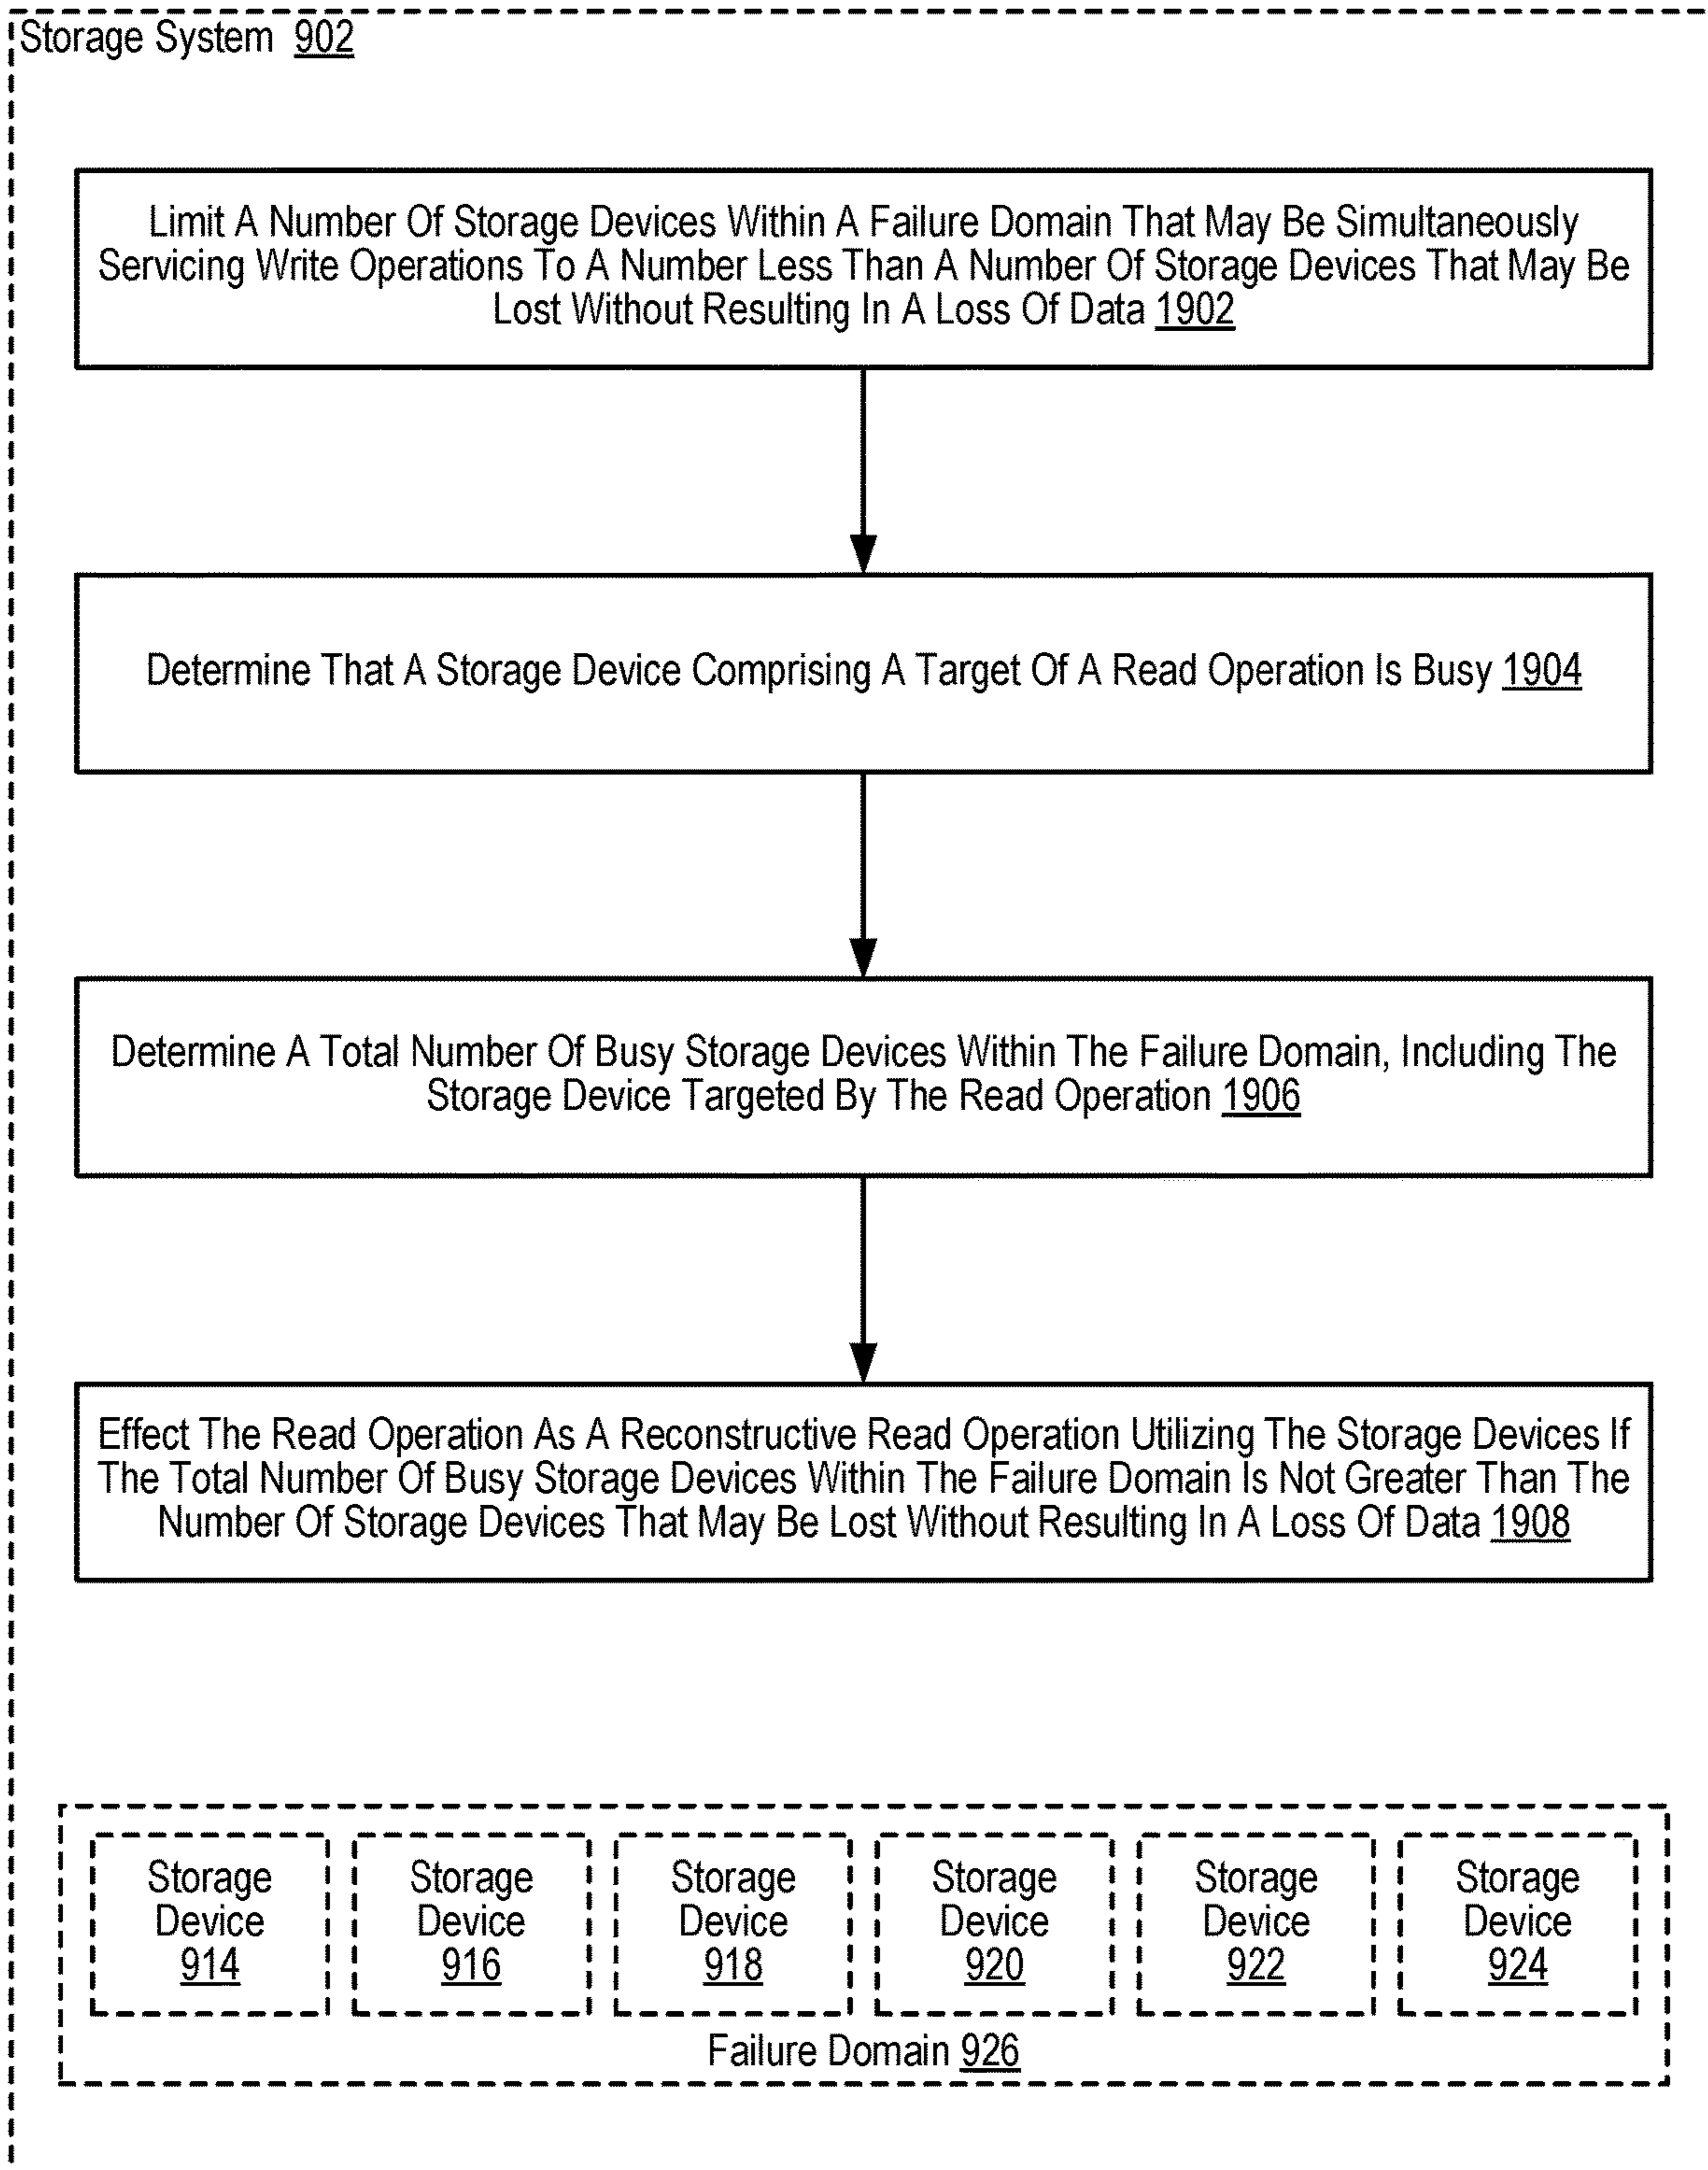 Storage System 902
Limit A Number Of Storage Devices Within A Failure Domain That May Be Simultaneously
Servicing Write Operations To A Number Less Than A Number Of Storage Devices That May Be
Lost Without Resulting In A Loss Of Data 1902
Determine That A Storage Device Comprising A Target Of A Read Operation Is Busy 1904
Determine A Total Number Of Busy Storage Devices Within The Failure Domain, Including The
Storage Device Targeted By The Read Operation 1906
Effect The Read Operation As A Reconstructive Read Operation Utilizing The Storage Devices If
The Total Number Of Busy Storage Devices Within The Failure Domain Is Not Greater Than The
Number Of Storage Devices That May Be Lost Without Resulting In A Loss Of Data 1908
Storage
Device
914
Storage
Device
916
Storage
Device
918
Storage
Device
920
Storage
Device
922
Storage
Device
924
Failure Domain 926